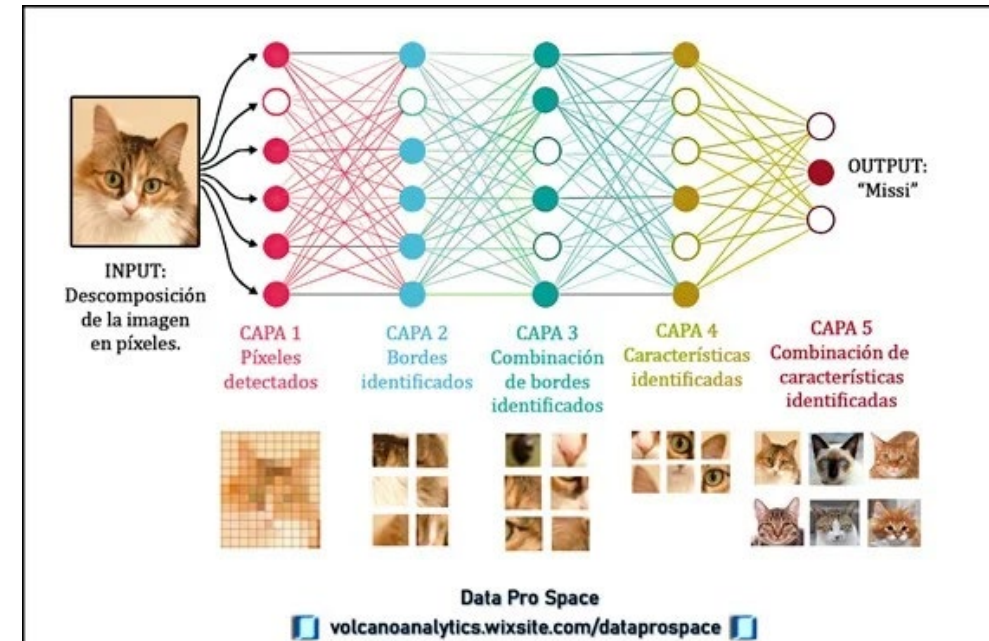 INPUT:
Descomposición
de la imagen
en píxeles.
CAPA 1
Píxeles
detectados
CAPA 2
Bordes
identificados
CAPA 3
Combinación
de bordes
identificados
CAPA 4
Características
identificadas
CAPA 5
Combinación de
características
identificadas
OUTPUT:
“Missi”
Data Pro Space
volcanoanalytics.wixsite.com/dataprospace